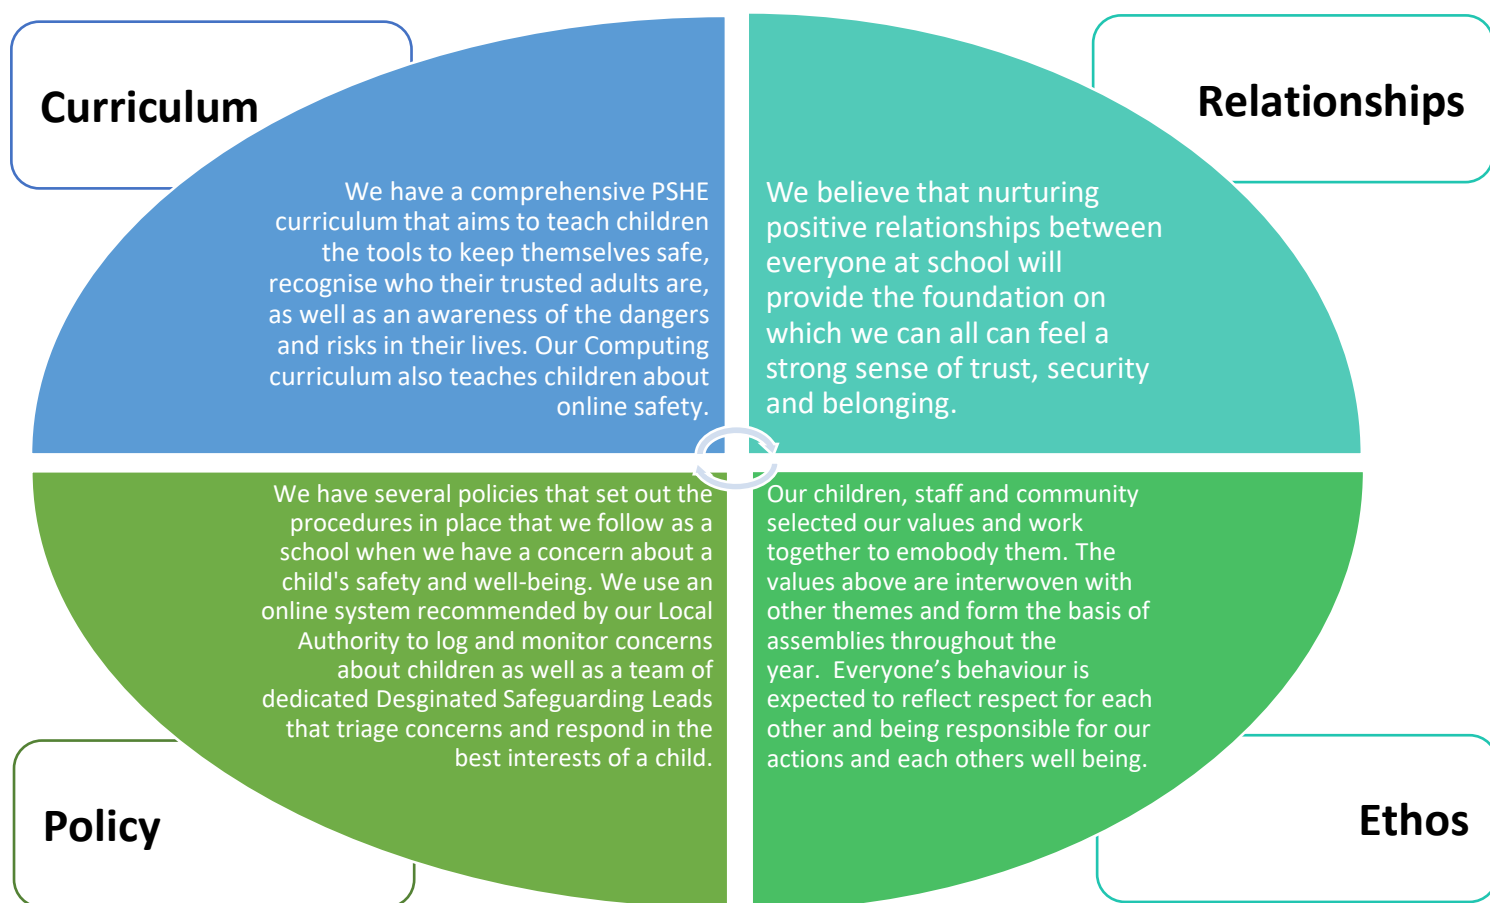 Curriculum
We have a comprehensive PSHE
curriculum that aims to teach children
the tools to keep themselves safe,
recognise who their trusted adults are,
as well as an awareness of the dangers
and risks in their lives. Our Computing
curriculum also teaches children about
online safety.
Relationships
We believe that nurturing
positive relationships between
everyone at school will
provide the foundation on
which we can all can feel a
strong sense of trust, security
and belonging.
We have several policies that set out the
procedures in place that we follow as a
school when we have a concern about a
child's safety and well-being. We use an
online system recommended by our Local
Authority to log and monitor concerns
about children as well as a team of
dedicated Desginated Safeguarding Leads
that triage concerns and respond in the
best interests of a child.
Policy
Our children, staff and community
selected our values and work
together to emobody them. The
values above are interwoven with
other themes and form the basis of
assemblies throughout the
year.  Everyone’s behaviour is
expected to reflect respect for each
other and being responsible for our
actions and each others well being.
Ethos